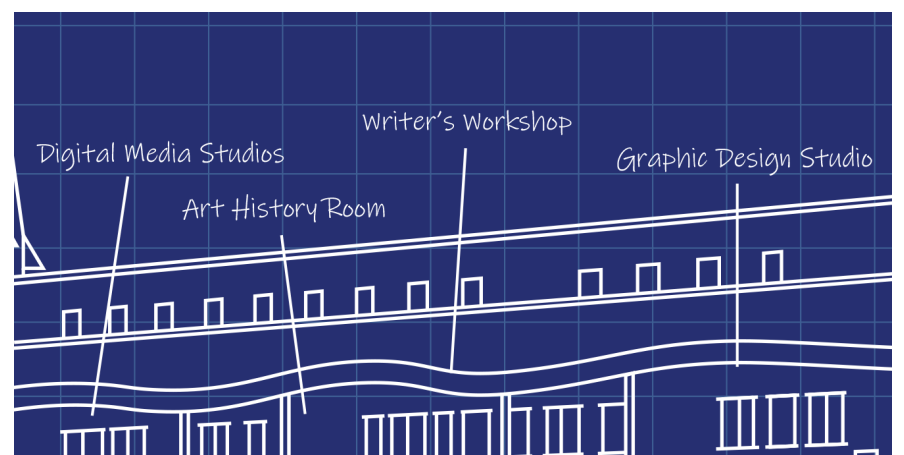 Writer's Workshop
Digital Media Studios
Graphic Design Studio
Art History Room